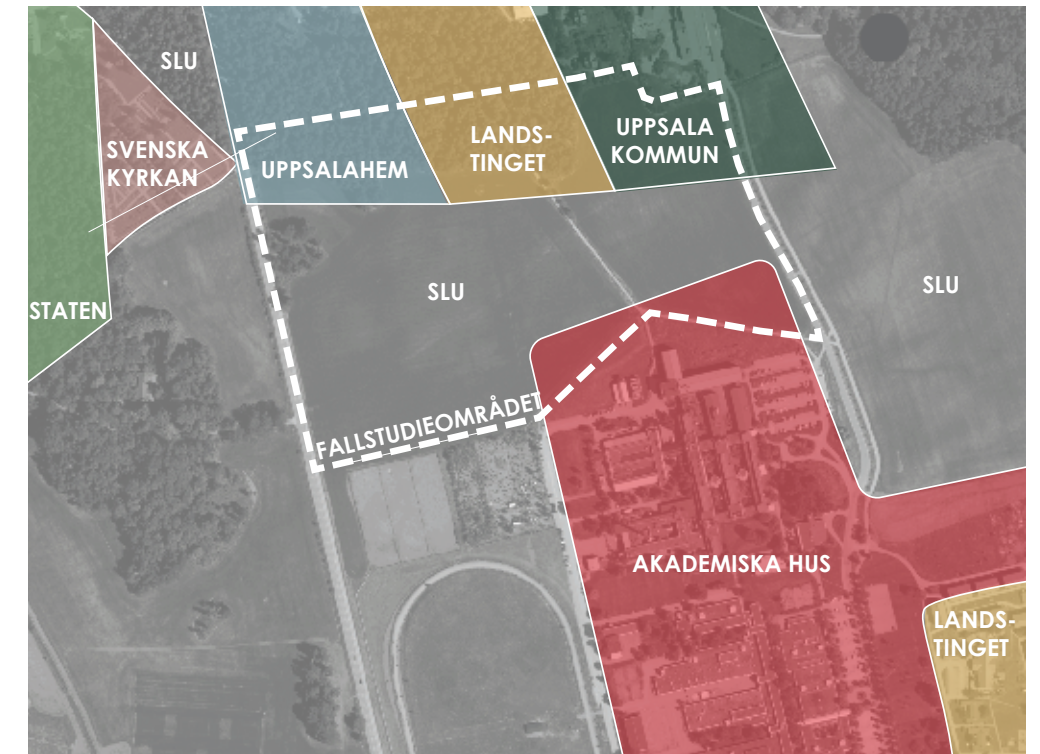 SLU
SVENSKA
KYRKAN
UPPSALAHEM
LANDS-
TINGET
UPPSALA
KOMMUN
STATEN
SLU
SLU
FALLSTUDIEOMRÅDET
AKADEMISKA HUS
LANDS-
TINGET